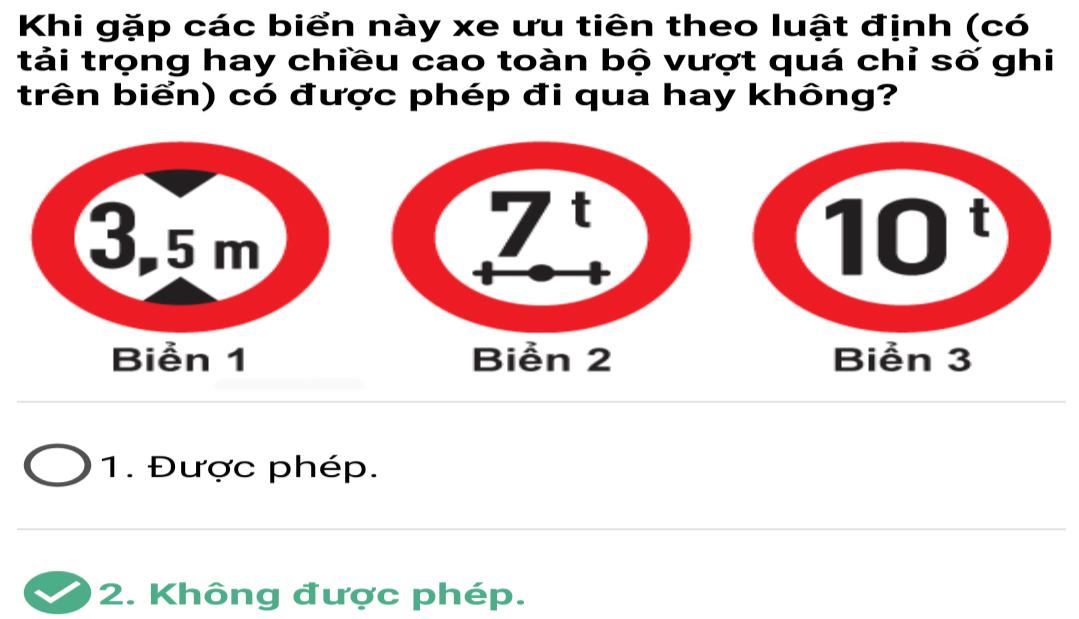 Khi gặp các biển này xe ưu tiên theo luật định (có
tải trọng hay chiều cao toàn bộ vượt quá chỉ số ghi
trên biển) có được phép đi qua hay không?
3,5 m
7 t
10 t
Biển 1
Biển 2
Biển 3
1. Được phép.
2. Không được phép.